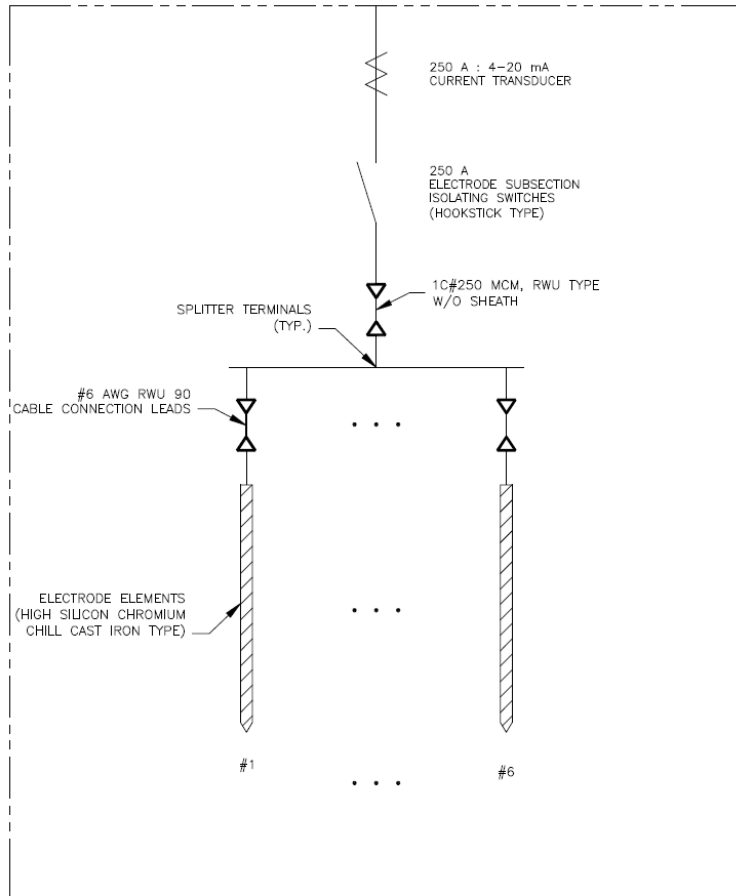 250 A : 4-20 mA
CURRENT TRANSDUCER
250 A
ELECTRODE SUBSECTION
ISOLATING SWITCHES
(HOOKSTICK TYPE)
1C#250 MCM, RWU TYPE
W/O SHEATH
SPLITTER TERMINALS
(TYP.)
#6 AWG RWU 90
CABLE CONNECTION LEADS
ELECTRODE ELEMENTS
(HIGH SILICON CHROMIUM
CHILL CAST IRON TYPE)
#1
#6